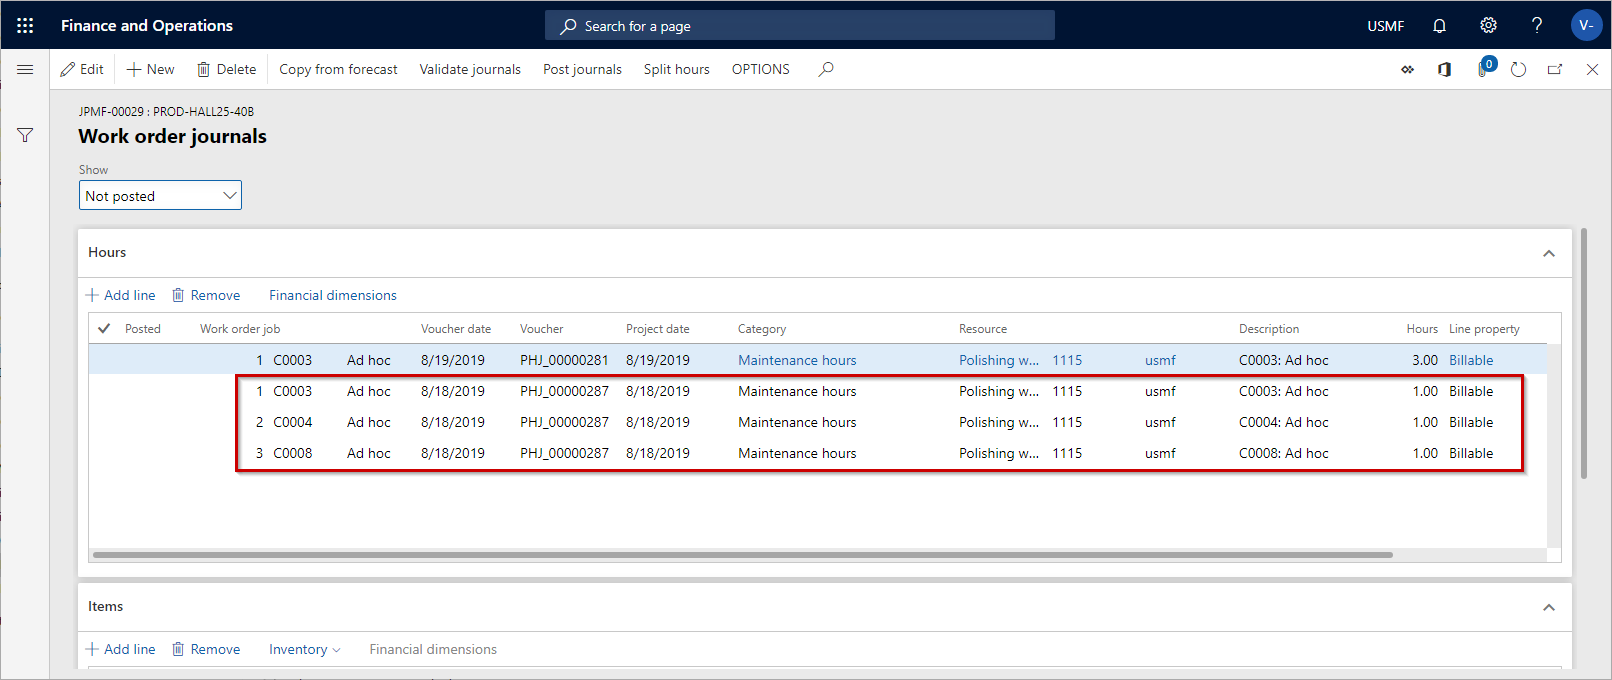 Finance and Operations Search for a page USMF ? V-
Edit New Delete Copy from forecast Validate journals Post journals Split hours OPTIONS 0
JPMF-00029 : PROD-HALL25-40B
Work order journals
Show
Not posted
Hours
Add line Remove Financial dimensions
Posted Work order job Voucher date Voucher Project date Category Resource Description Hours Line property
1 C0003 Ad hoc 8/19/2019 PHJ_00000281 8/19/2019 Maintenance hours Polishing w... 1115 usmf C0003: Ad hoc 3.00 Billable
1 C0003 Ad hoc 8/18/2019 PHJ_00000287 8/18/2019 Maintenance hours Polishing w... 1115 usmf C0003: Ad hoc 1.00 Billable
2 C0004 Ad hoc 8/18/2019 PHJ_00000287 8/18/2019 Maintenance hours Polishing w... 1115 usmf C0004: Ad hoc 1.00 Billable
3 C0008 Ad hoc 8/18/2019 PHJ_00000287 8/18/2019 Maintenance hours Polishing w... 1115 usmf C0008: Ad hoc 1.00 Billable
Items
Add line Remove Inventory Financial dimensions